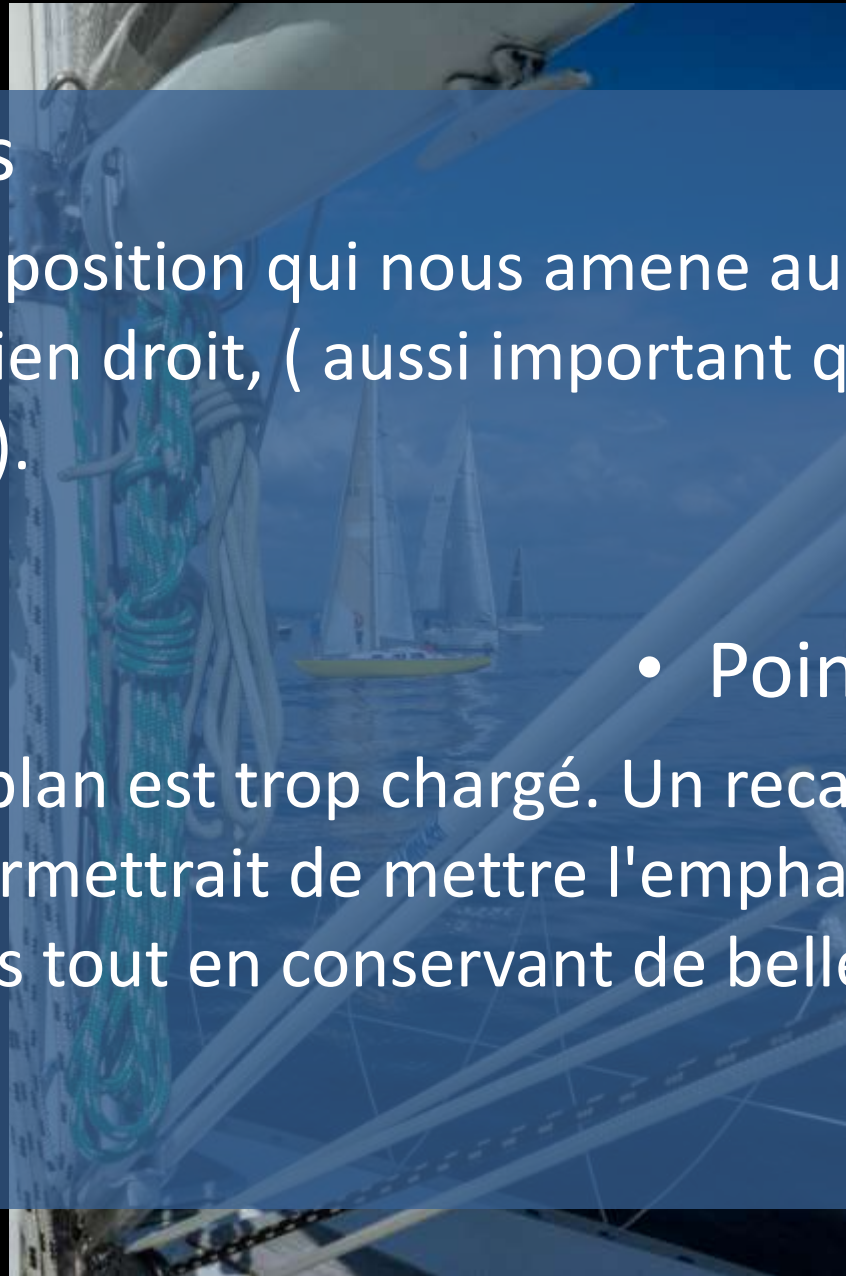 s
position qui nous amene au
ien droit, ( aussi important q
).
• Poin
plan est trop chargé. Un reca
rmettrait de mettre l'empha
s tout en conservant de belle